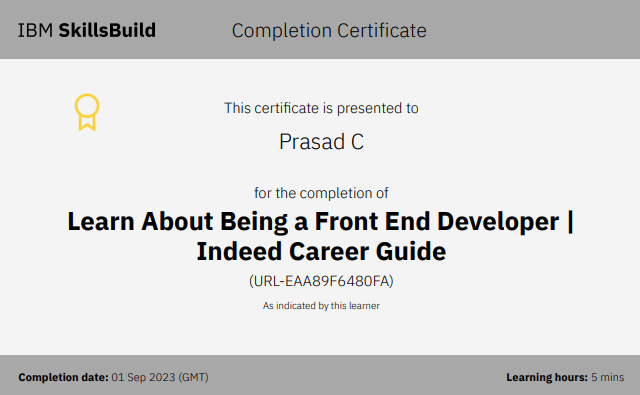 IBM SkillsBuild
Completion Certificate
This certificate is presented to
Prasad C
for the completion of
Learn About Being a Front End Developer |
Indeed Career Guide
(URL-EAA89F6480FA)
As indicated by this learner
Completion date: 01 Sep 2023 (GMT)
Learning hours: 5 mins